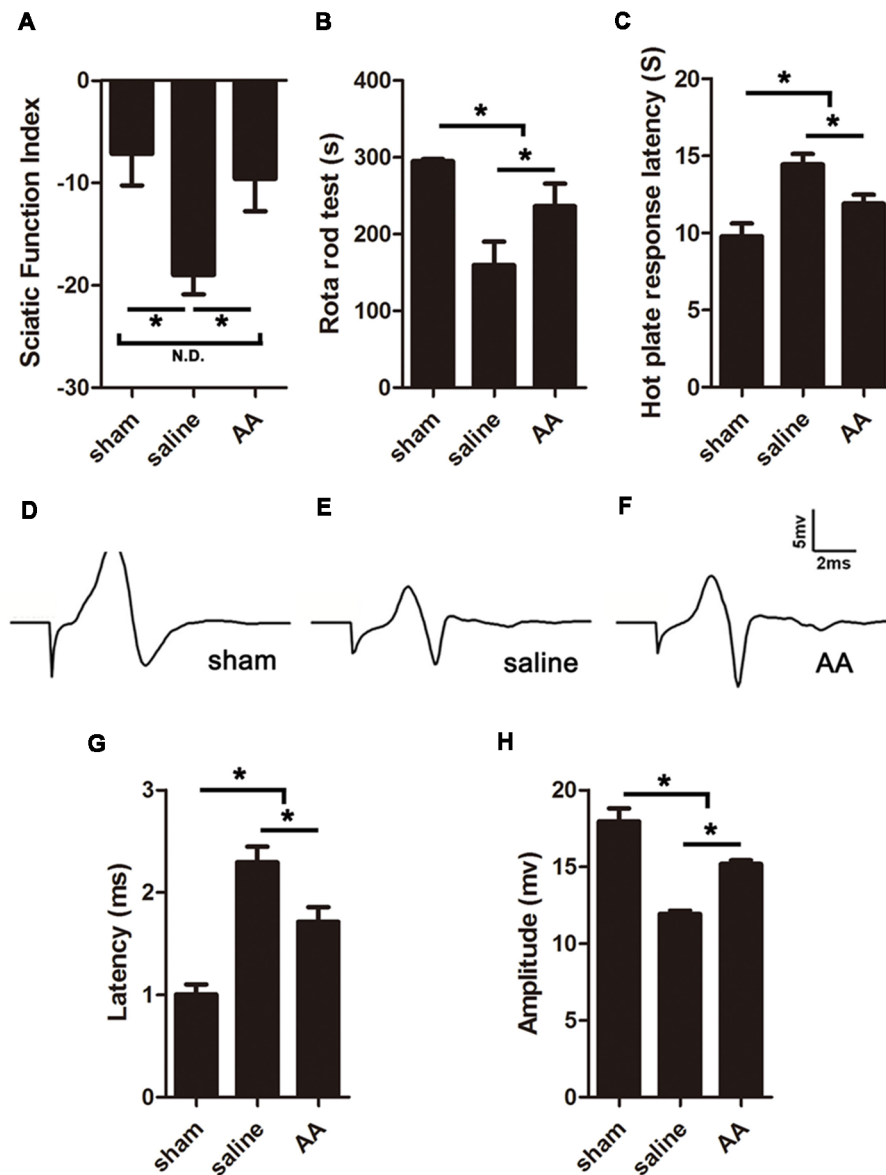 A
B
C
Sciatic Function Index
0
-10
-20
-30
*
*
N.D.
sham
saline
AA
Rota rod test (s)
400
300
200
100
0
*
*
sham
saline
AA
Hot plate response latency (S)
20
15
10
5
0
*
*
sham
saline
AA
D
E
F
5mv
2ms
sham
saline
AA
G
H
Latency (ms)
3
2
1
0
*
*
sham
saline
AA
Amplitude (mv)
20
15
10
5
0
*
*
sham
saline
AA